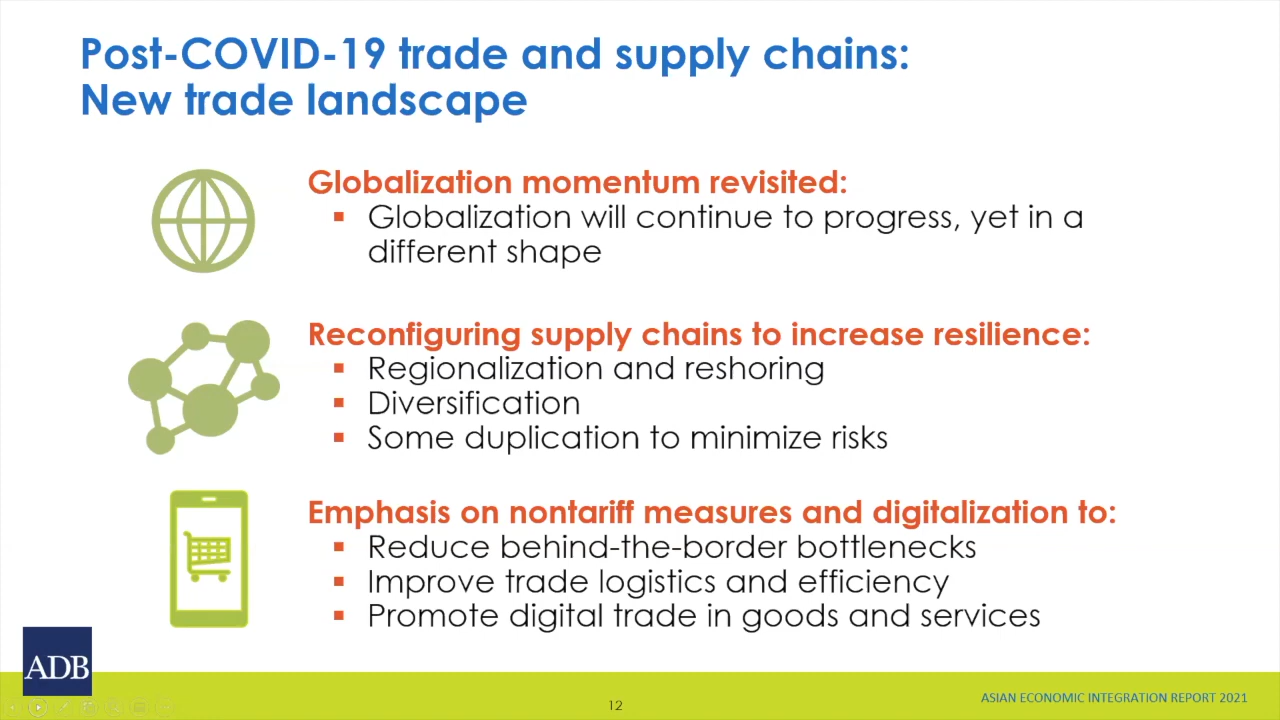 Post-COVID-19 trade and supply chains:
New trade landscape
Globalization momentum revisited:
▪ Globalization will continue to progress, yet in a
different shape
Reconfiguring supply chains to increase resilience:
▪ Regionalization and reshoring
▪ Diversification
▪ Some duplication to minimize risks
Emphasis on nontariff measures and digitalization to:
▪ Reduce behind-the-border bottlenecks
▪ Improve trade logistics and efficiency
▪ Promote digital trade in goods and services
ADB
12
ASIAN ECONOMIC INTEGRATION REPORT 2021